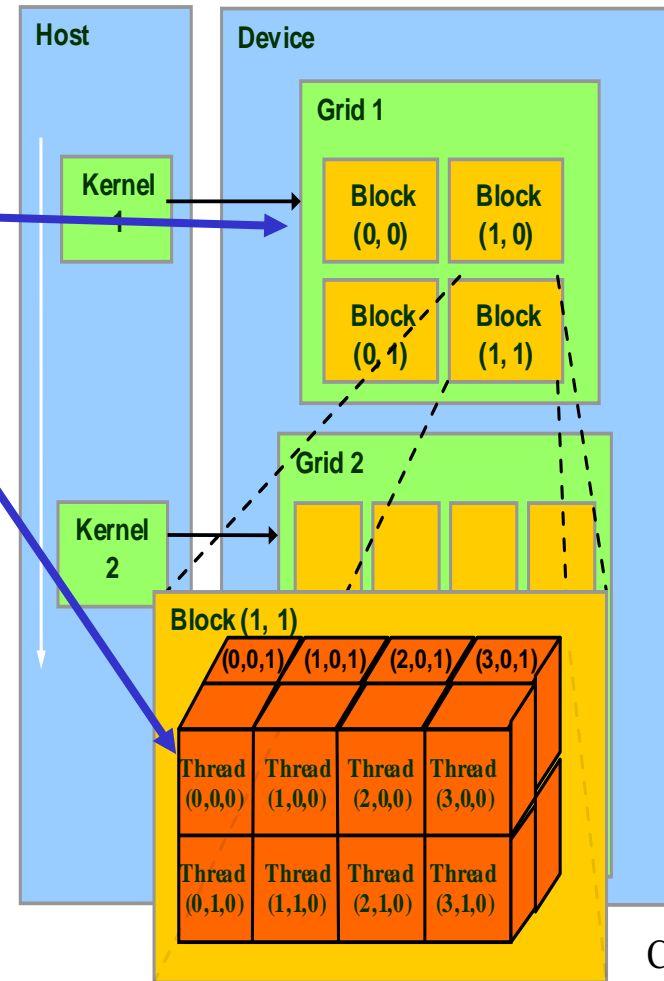 Host
Device
Grid 1
Kernel
1
Block
(0, 0)
Block
(1, 0)
Block
(0, 1)
Block
(1, 1)
Grid 2
Kernel
2
Block (1, 1)
(0,0,1) (1,0,1) (2,0,1) (3,0,1)
Thread
(0,0,0)
Thread
(1,0,0)
Thread
(2,0,0)
Thread
(3,0,0)
Thread
(0,1,0)
Thread
(1,1,0)
Thread
(2,1,0)
Thread
(3,1,0)